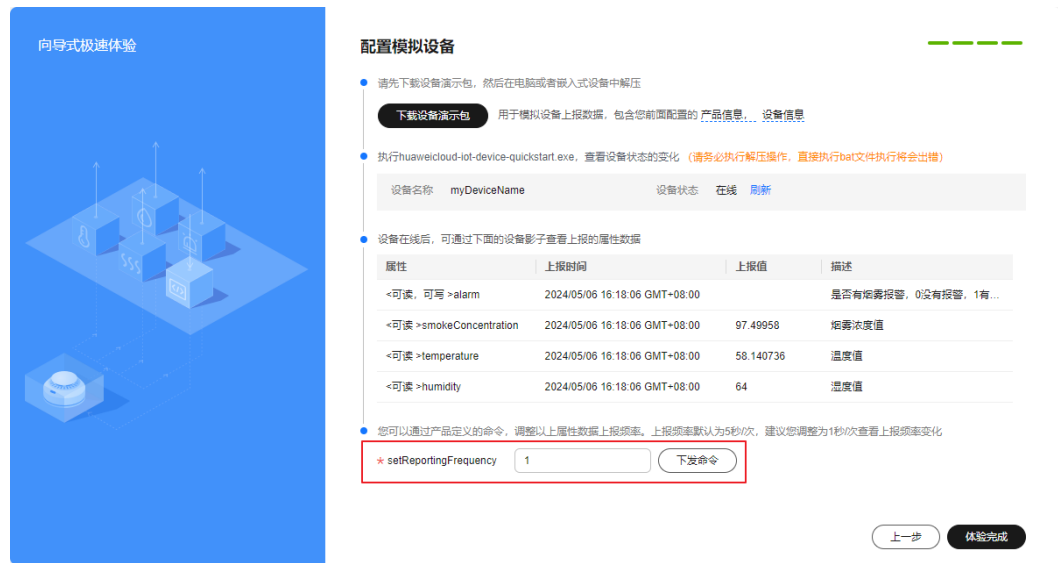 向导式极速体验
配置模拟设备
请先下载设备演示包，然后在电脑或者嵌入式设备中解压
下载设备演示包 用于模拟设备上报数据，包含您前面配置的 产品信息， 设备信息
执行huaweicloud-iot-device-quickstart.exe，查看设备状态的变化 （请务必执行解压操作，直接执行bat文件执行将会出错）
设备名称 myDeviceName 设备状态 在线 刷新
设备在线后，可通过下面的设备影子查看上报的属性数据
属性 上报时间 上报值 描述
<可读，可写 >alarm 2024/05/06 16:18:06 GMT+08:00 是否有烟雾报警，0没有报警，1有...
<可读 >smokeConcentration 2024/05/06 16:18:06 GMT+08:00 97.49958 烟雾浓度值
<可读 >temperature 2024/05/06 16:18:06 GMT+08:00 58.140736 温度值
<可读 >humidity 2024/05/06 16:18:06 GMT+08:00 64 湿度值
您可以通过产品定义的命令，调整以上属性数据上报频率。上报频率默认为5秒/次，建议您调整为1秒/次查看上报频率变化
* setReportingFrequency 1 下发命令
上一步 体验完成